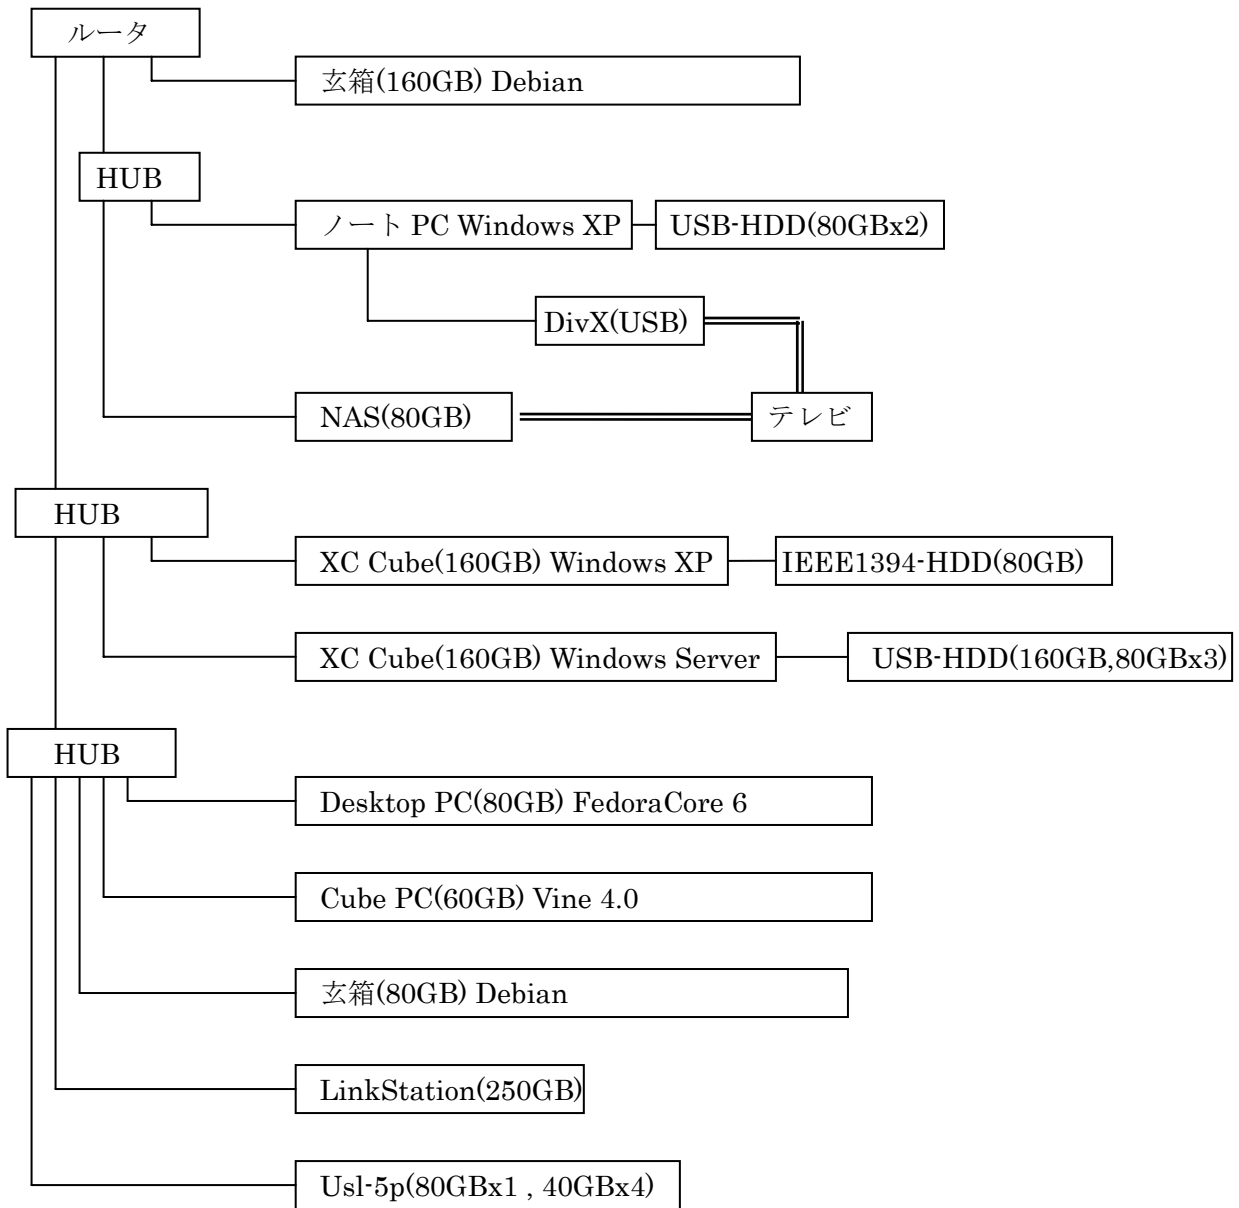 ルータ
玄箱(160GB) Debian
HUB
ノート PC Windows XP
USB-HDD(80GBx2)
DivX(USB)
NAS(80GB)
テレビ
HUB
XC Cube(160GB) Windows XP
IEEE1394-HDD(80GB)
XC Cube(160GB) Windows Server
USB-HDD(160GB,80GBx3)
HUB
Desktop PC(80GB) FedoraCore 6
Cube PC(60GB) Vine 4.0
玄箱(80GB) Debian
LinkStation(250GB)
Usl-5p(80GBx1 , 40GBx4)